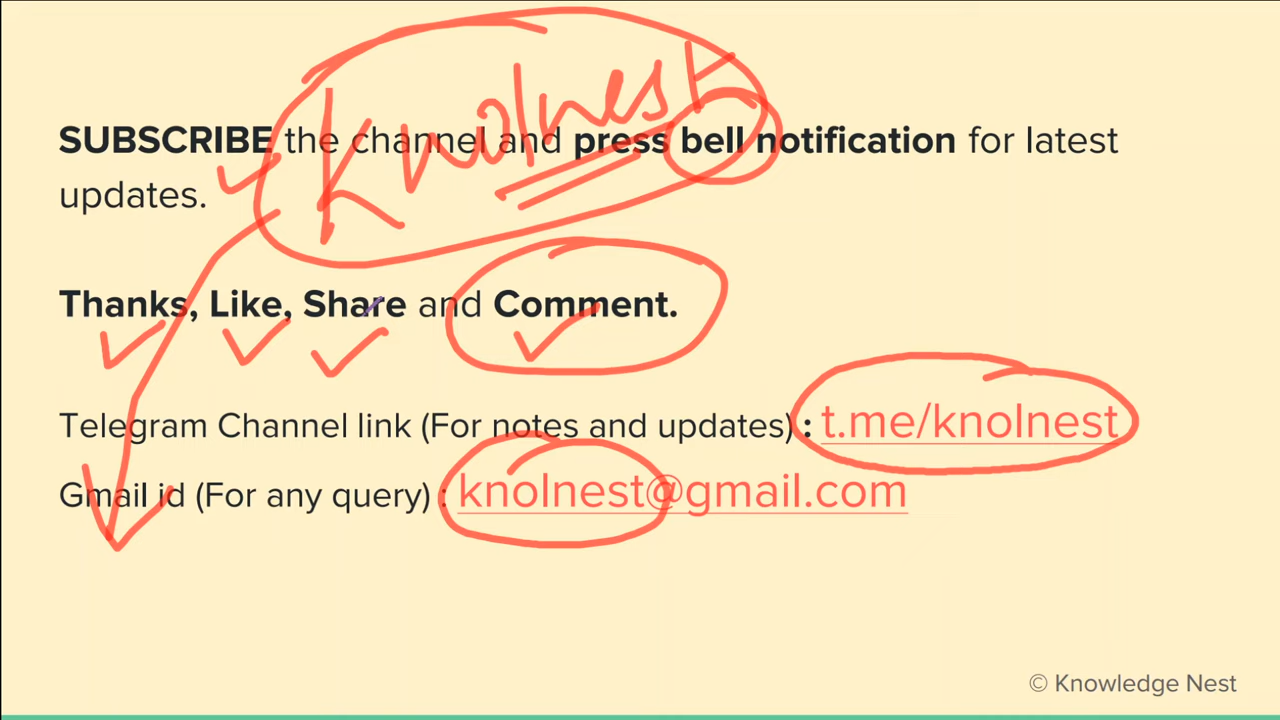 Knolnest
SUBSCRIBE the channel and press bell notification for latest
updates.
Thanks, Like, Share and Comment.
Telegram Channel link (For notes and updates) : t.me/knolnest
Gmail id (For any query) : knolnest@gmail.com
© Knowledge Nest